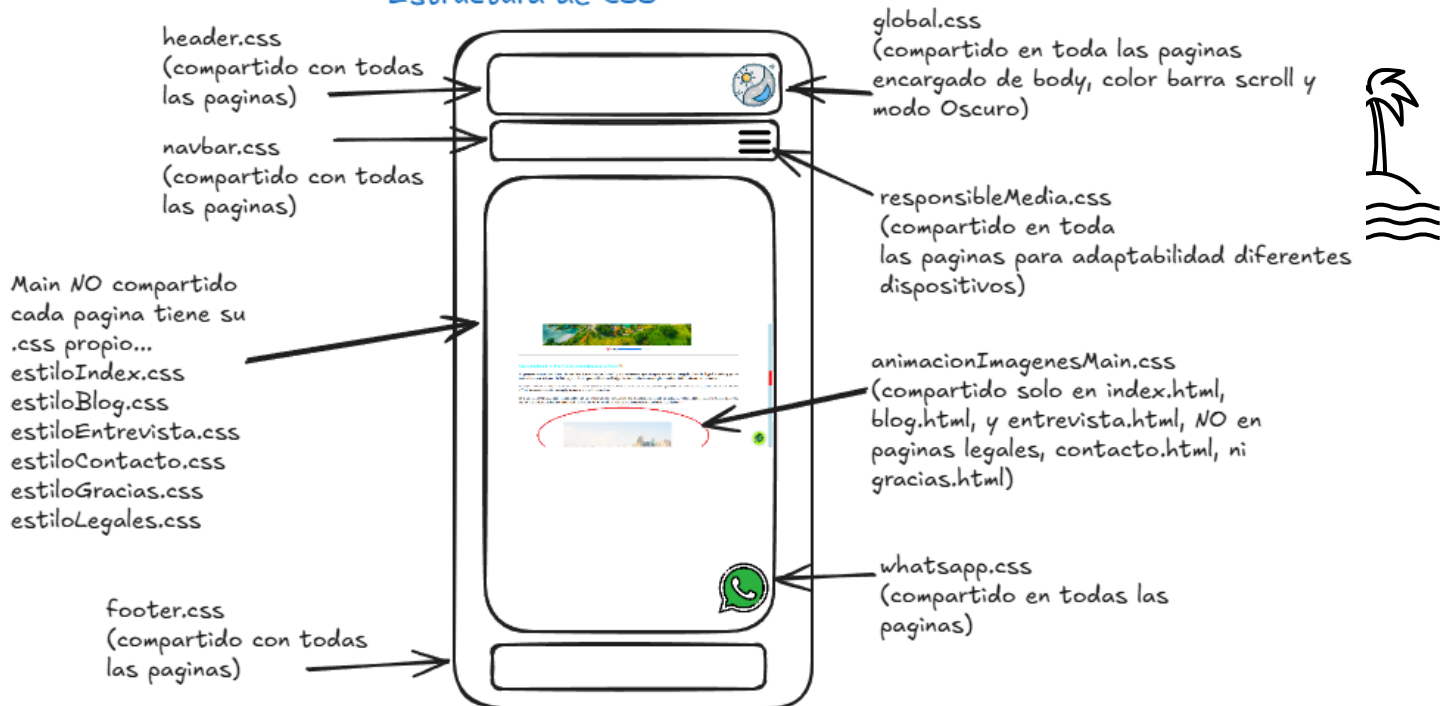 Estructura de CSS
header.css
(compartido con todas
las paginas)
navbar.css
(compartido con todas
las paginas)
Main NO compartido
cada pagina tiene su
.css propio...
estiloIndex.css
estiloBlog.css
estiloEntrevista.css
estiloContacto.css
estiloGracias.css
estiloLegales.css
footer.css
(compartido con todas
las paginas)
global.css
(compartido en toda las paginas
encargado de body, color barra scroll y
modo Oscuro)
responsibleMedia.css
(compartido en toda
las paginas para adaptabilidad diferentes
dispositivos)
animacionImagenesMain.css
(compartido solo en index.html,
blog.html, y entrevista.html, NO en
paginas legales, contacto.html, ni
gracias.html)
whatsapp.css
(compartido en todas las
paginas)